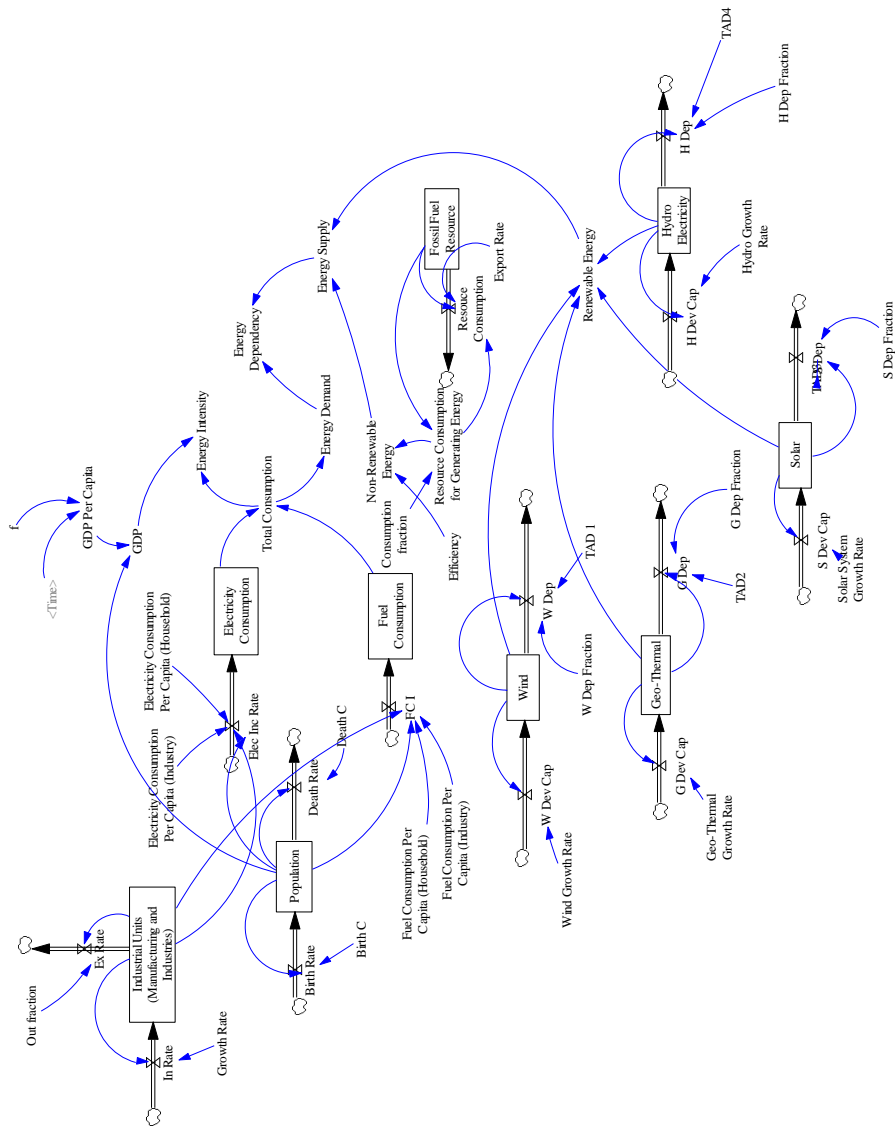 Out fraction
Ex Rate
Industrial Units
(Manufacturing and
Industries)
In Rate
Growth Rate
f
<Time>
GDP Per Capita
GDP
Energy Intensity
Electricity Consumption
Per Capita (Industry)
Electricity Consumption
Per Capita (Household)
Elec Inc Rate
Electricity
Consumption
Total Consumption
Energy Demand
Energy
Dependency
Energy Supply
Population
Birth Rate
Birth C
Death Rate
Death C
Fuel
Consumption
FC I
Fuel Consumption Per
Capita (Household)
Fuel Consumption Per
Capita (Industry)
Non-Renewable
Energy
Consumption
fraction
Efficiency
Resource Consumption
for Generating Energy
Fossil Fuel
Resource
Resouce
Consumption
Export Rate
Renewable Energy
Wind
W Dev Cap
Wind Growth Rate
W Dep
TAD 1
W Dep Fraction
Geo-Thermal
G Dev Cap
Geo-Thermal
Growth Rate
G Dep
TAD2
G Dep Fraction
Solar
S Dev Cap
Solar System
Growth Rate
S Dep
S Dep Fraction
Hydro
Electricity
H Dev Cap
Hydro Growth
Rate
H Dep
TAD4
H Dep Fraction